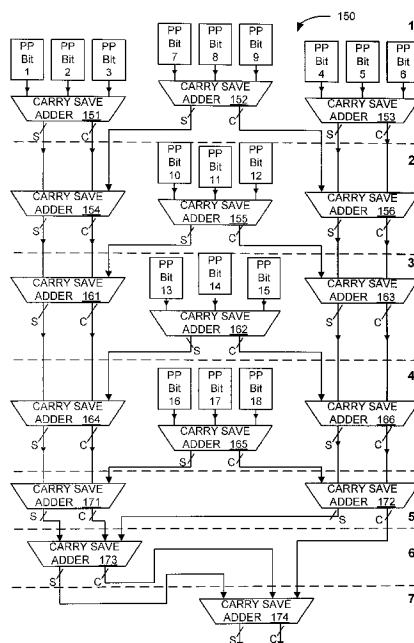 150
1
PP Bit 1
PP Bit 2
PP Bit 3
PP Bit 7
PP Bit 8
PP Bit 9
PP Bit 4
PP Bit 5
PP Bit 6
CARRY SAVE
ADDER 151
CARRY SAVE
ADDER 152
CARRY SAVE
ADDER 153
S C
S C
S C
2
PP Bit 10
PP Bit 11
PP Bit 12
CARRY SAVE
ADDER 154
CARRY SAVE
ADDER 155
CARRY SAVE
ADDER 156
S C
3
PP Bit 13
PP Bit 14
PP Bit 15
CARRY SAVE
ADDER 161
CARRY SAVE
ADDER 163
S C
CARRY SAVE
ADDER 162
S C
S C
4
PP Bit 16
PP Bit 17
PP Bit 18
CARRY SAVE
ADDER 164
CARRY SAVE
ADDER 165
CARRY SAVE
ADDER 166
S C
S C
S C
CARRY SAVE
ADDER 171
CARRY SAVE
ADDER 172
S C
S C
5
CARRY SAVE
ADDER 173
6
S C
7
CARRY SAVE
ADDER 174
S C